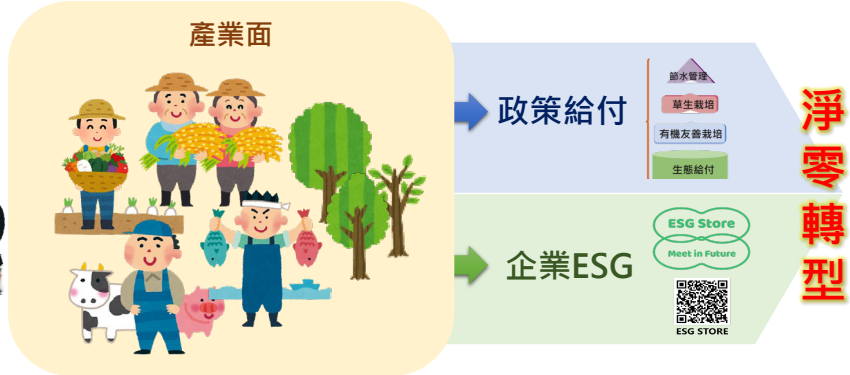 產業面
政策給付
節水管理
草生栽培
有機友善栽培
生態給付
企業ESG
ESG Store
Meet in Future
ESG STORE
淨零轉型